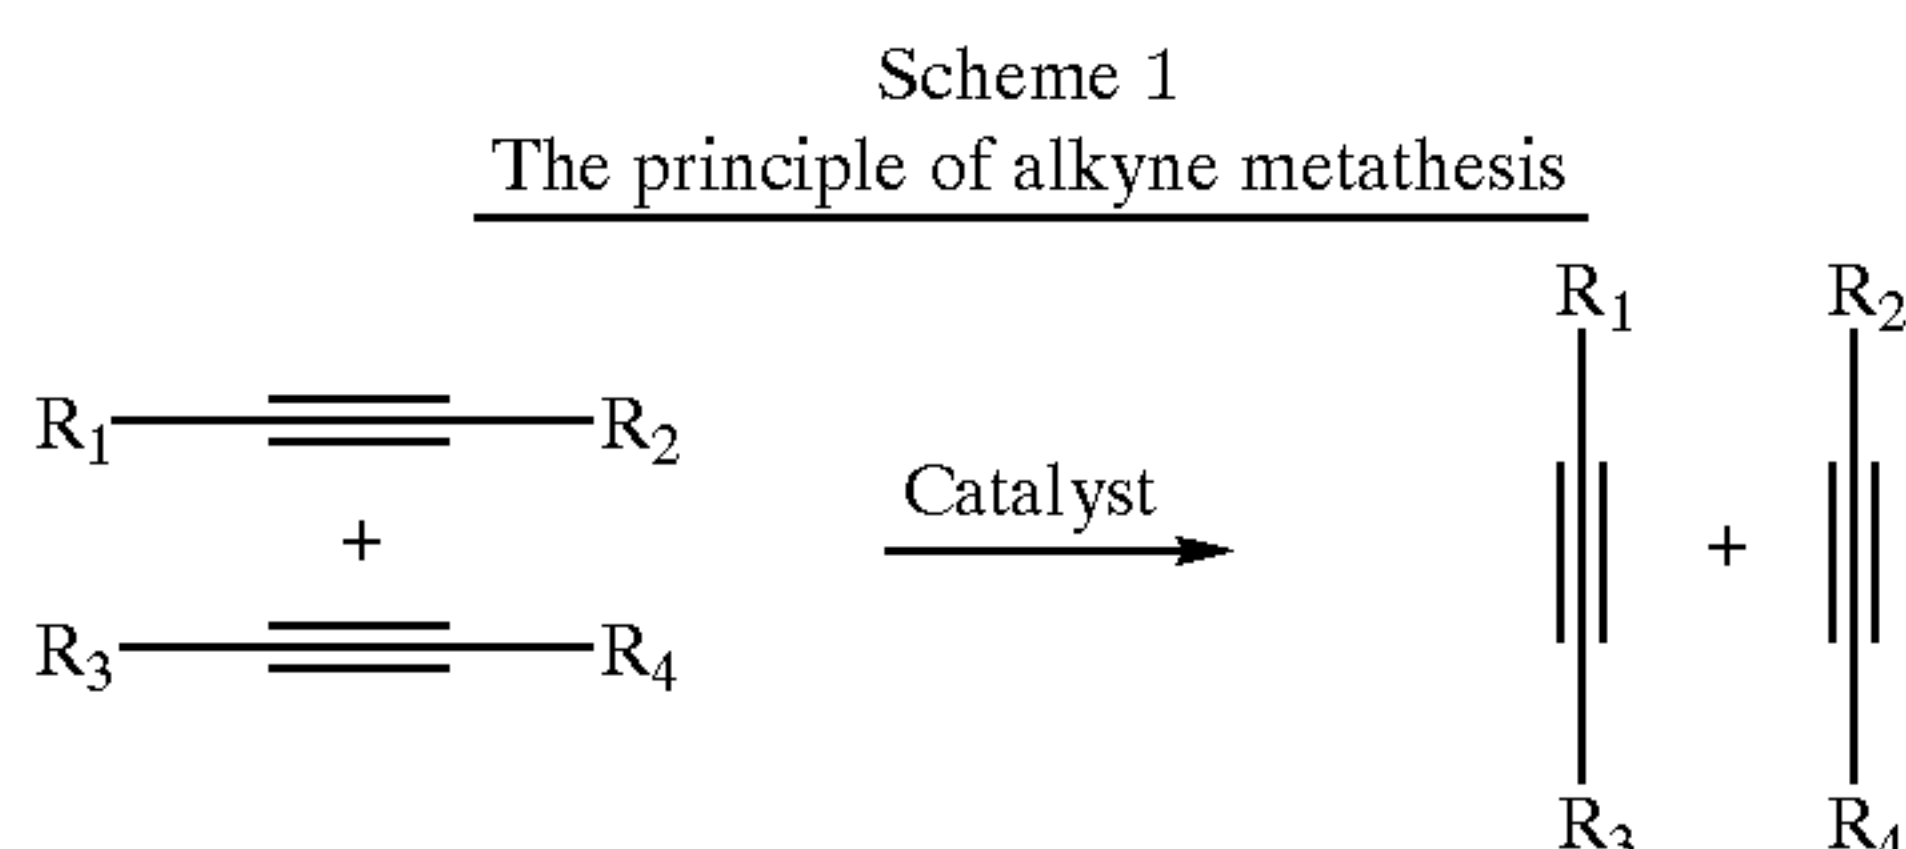 Scheme 1
The principle of alkyne metathesis
R1 R2
R1 R2
+
R3 R4
Catalyst
+
R3 R4